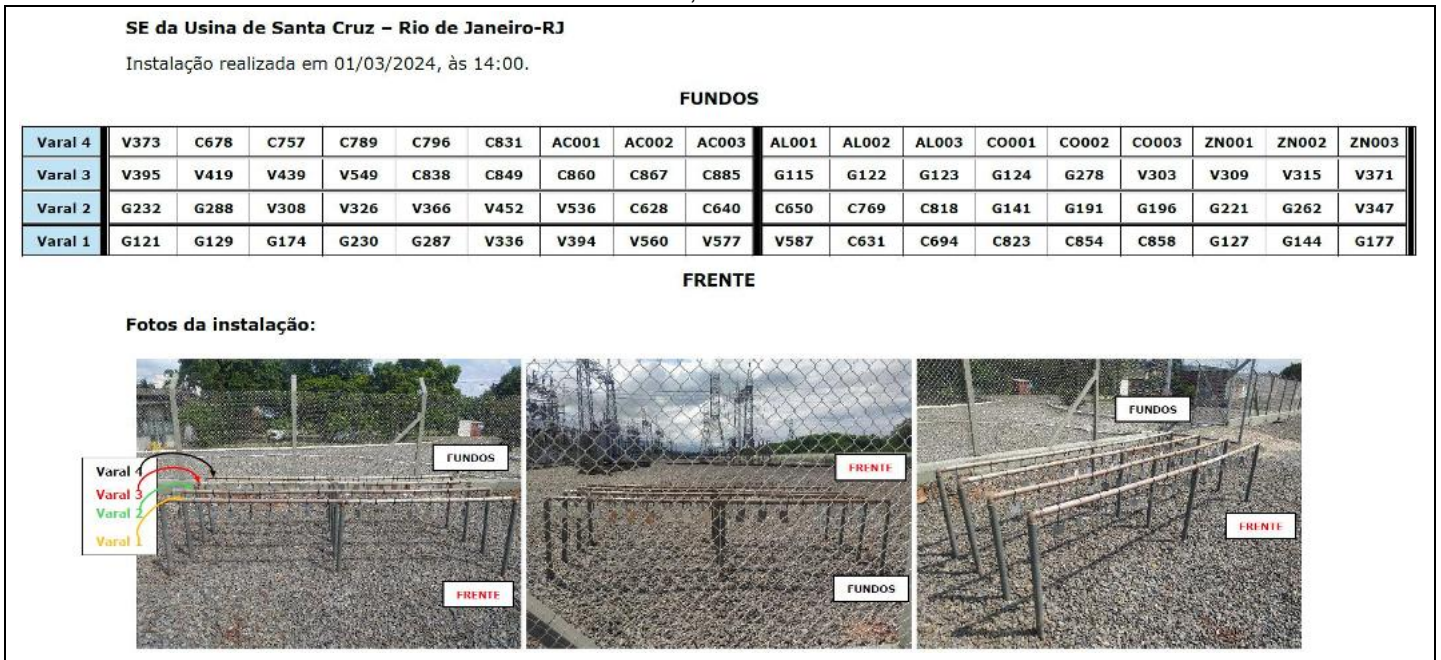 SE da Usina de Santa Cruz – Rio de Janeiro-RJ
Instalação realizada em 01/03/2024, às 14:00.
FUNDOS
Varal 4 V373 C678 C757 C789 C796 C831 AC001 AC002 AC003 AL001 AL002 AL003 CO001 CO002 CO003 ZN001 ZN002 ZN003
Varal 3 V395 V419 V439 V549 C838 C849 C860 C867 C885 G115 G122 G123 G124 G278 V303 V309 V315 V371
Varal 2 G232 G288 V308 V326 V366 V452 V536 C628 C640 C650 C769 C818 G141 G191 G196 G221 G262 V347
Varal 1 G121 G129 G174 G230 G287 V336 V394 V560 V577 V587 C631 C694 C823 C854 C858 G127 G144 G177
FRENTE
Fotos da instalação:
Varal 4
Varal 3
Varal 2
Varal 1
FUNDOS
FRENTE
FRENTE
FUNDOS
FUNDOS
FRENTE